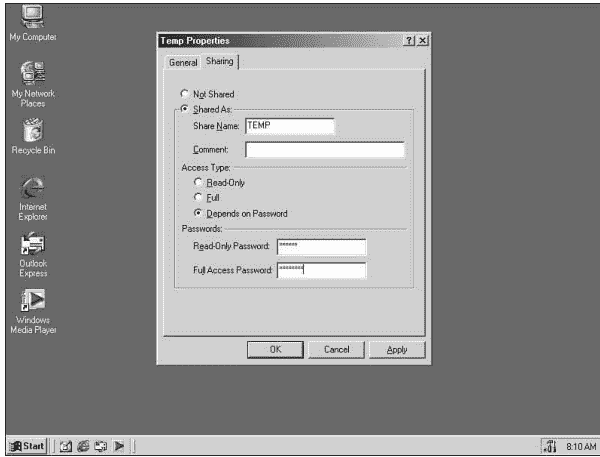 My Computer
My Network
Places
Recycle Bin
Internet
Explorer
Outlook
Express
Windows
Media Player
Temp Properties
General
Sharing
Not Shared
Shared As:
Share Name: TEMP
Comment:
Access Type:
Read-Only
Full
Depends on Password
Passwords:
Read-Only Password: ******
Full Access Password: ********
OK
Cancel
Apply
Start
8:10 AM